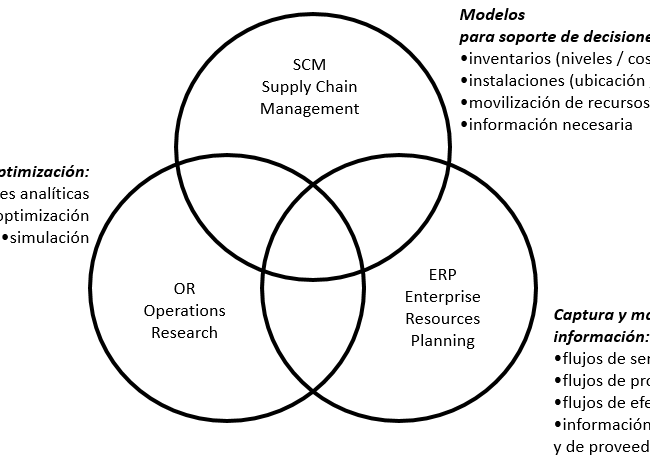 Modelos
para soporte de decisione
•inventarios (niveles / cos
•instalaciones (ubicación
•movilización de recursos
•información necesaria
SCM
Supply Chain
Management
ptimización:
es analíticas
optimización
•simulación
OR
Operations
Research
ERP
Enterprise
Resources
Planning
Captura y ma
información:
•flujos de ser
•flujos de pro
•flujos de efe
•información
y de proveed